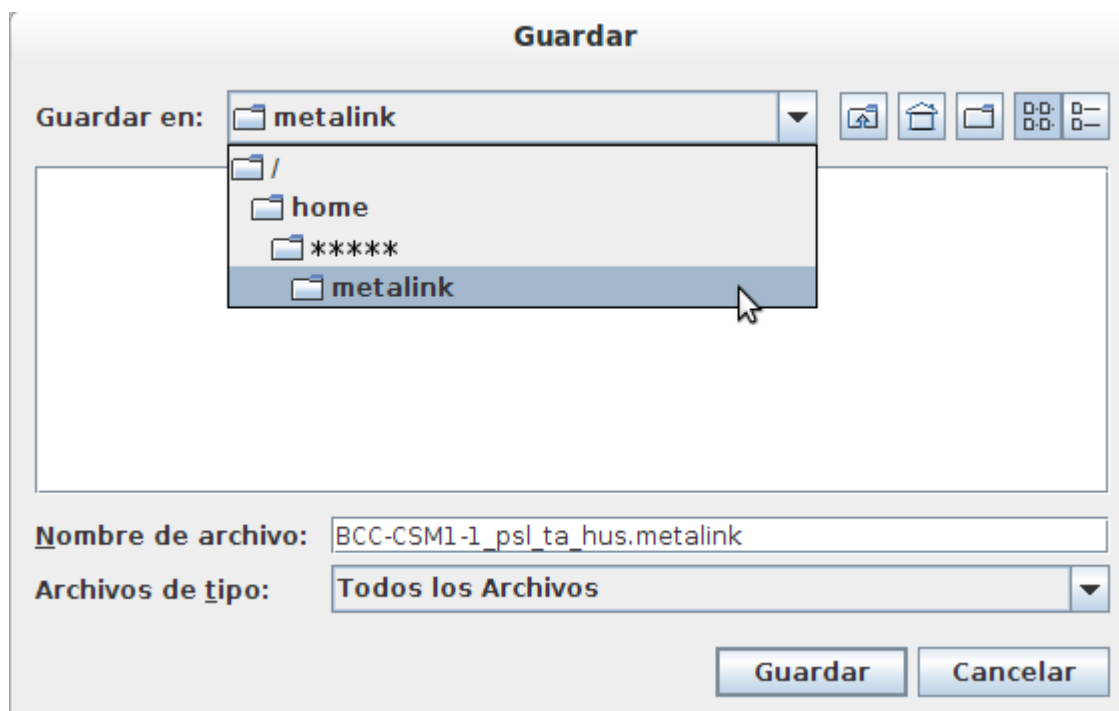 Guardar
Guardar en: metalink
/
home
*****
metalink
Nombre de archivo: BCC-CSM1-1_psl_ta_hus.metalink
Archivos de tipo: Todos los Archivos
Guardar Cancelar